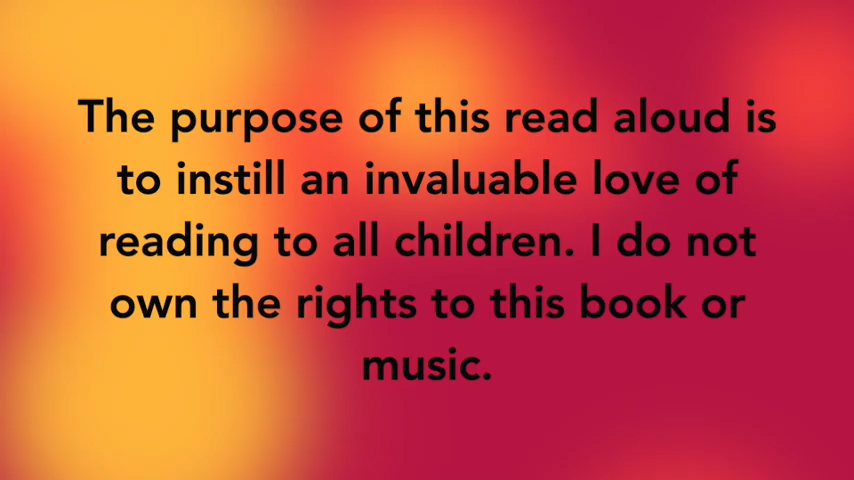 The purpose of this read aloud is
to instill an invaluable love of
reading to all children. I do not
own the rights to this book or
music.